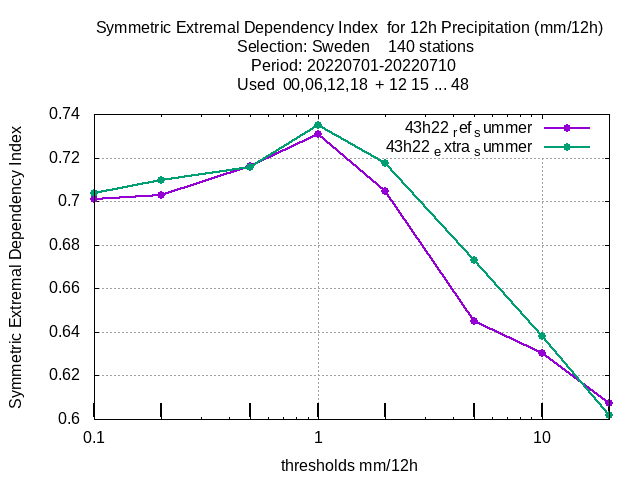 Symmetric Extremal Dependency Index  for 12h Precipitation (mm/12h)
Selection: Sweden    140 stations
Period: 20220701-20220710
Used  00,06,12,18  + 12 15 ... 48
43h22 ref summer
43h22 extra summer
Symmetric Extremal Dependency Index
0.74
0.72
0.7
0.68
0.66
0.64
0.62
0.6
0.1
1
10
thresholds mm/12h